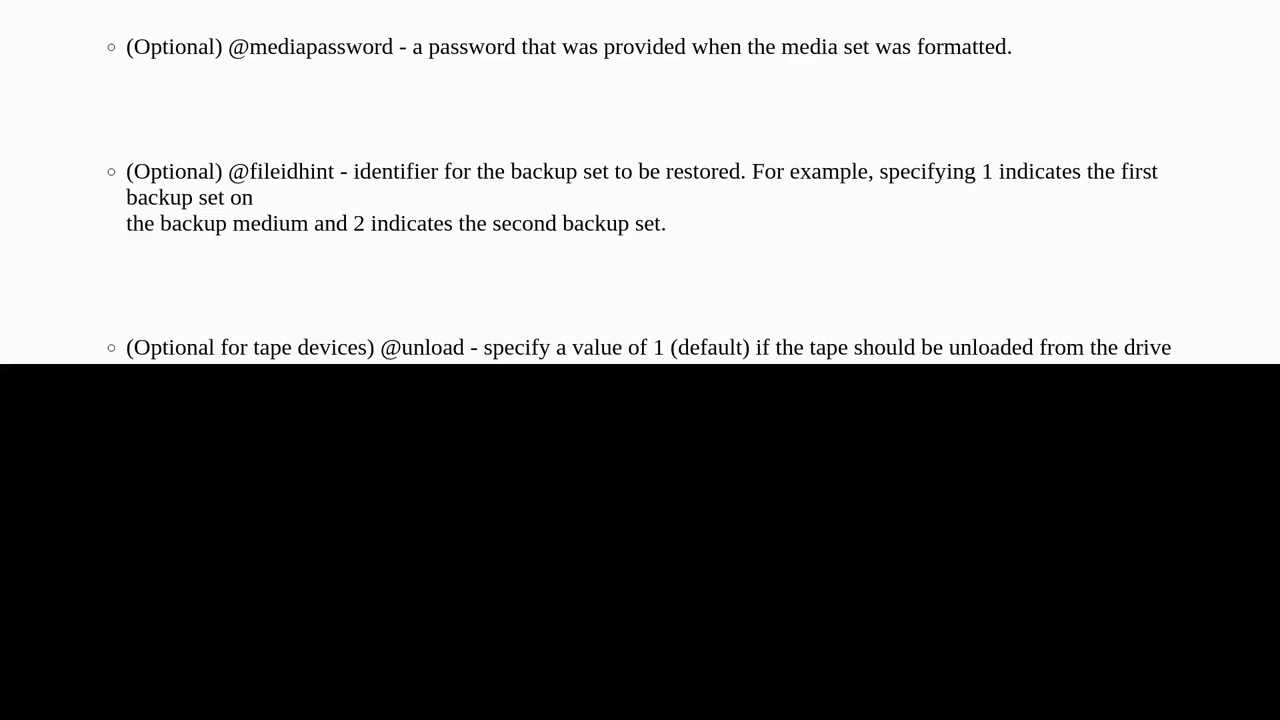 (Optional) @mediapassword - a password that was provided when the media set was formatted.
(Optional) @fileidhint - identifier for the backup set to be restored. For example, specifying 1 indicates the first
backup set on
the backup medium and 2 indicates the second backup set.
(Optional for tape devices) @unload - specify a value of 1 (default) if the tape should be unloaded from the drive